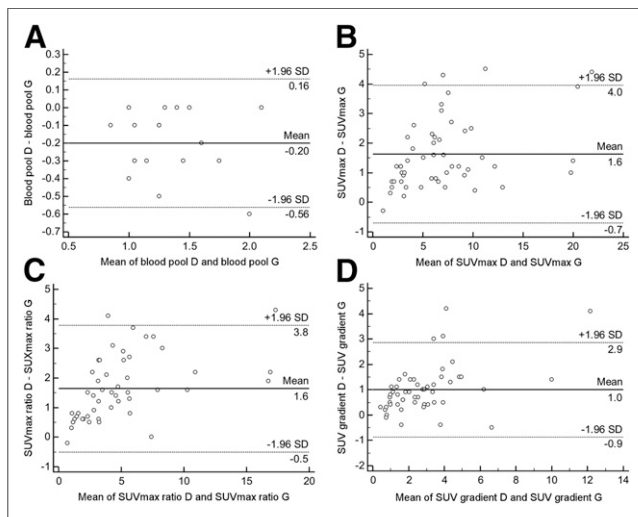 A
Blood pool D - blood pool G
0.3
0.2
0.1
0.0
-0.1
-0.2
-0.3
-0.4
-0.5
-0.6
-0.7
+1.96 SD
0.16
Mean
-0.20
-1.96 SD
-0.56
0.5 1.0 1.5 2.0 2.5
Mean of blood pool D and blood pool G
B
SUVmax D - SUVmax G
5
4
3
2
1
0
-1
+1.96 SD
4.0
Mean
1.6
-1.96 SD
-0.7
0 5 10 15 20 25
Mean of SUVmax D and SUVmax G
C
SUVmax ratio D - SUXmax ratio G
5
4
3
2
1
0
-1
+1.96 SD
3.8
Mean
1.6
-1.96 SD
-0.5
0 5 10 15 20
Mean of SUVmax ratio D and SUVmax ratio G
D
SUV gradient D - SUV gradient G
5
4
3
2
1
0
-1
-2
+1.96 SD
2.9
Mean
1.0
-1.96 SD
-0.9
0 2 4 6 8 10 12 14
Mean of SUV gradient D and SUV gradient G